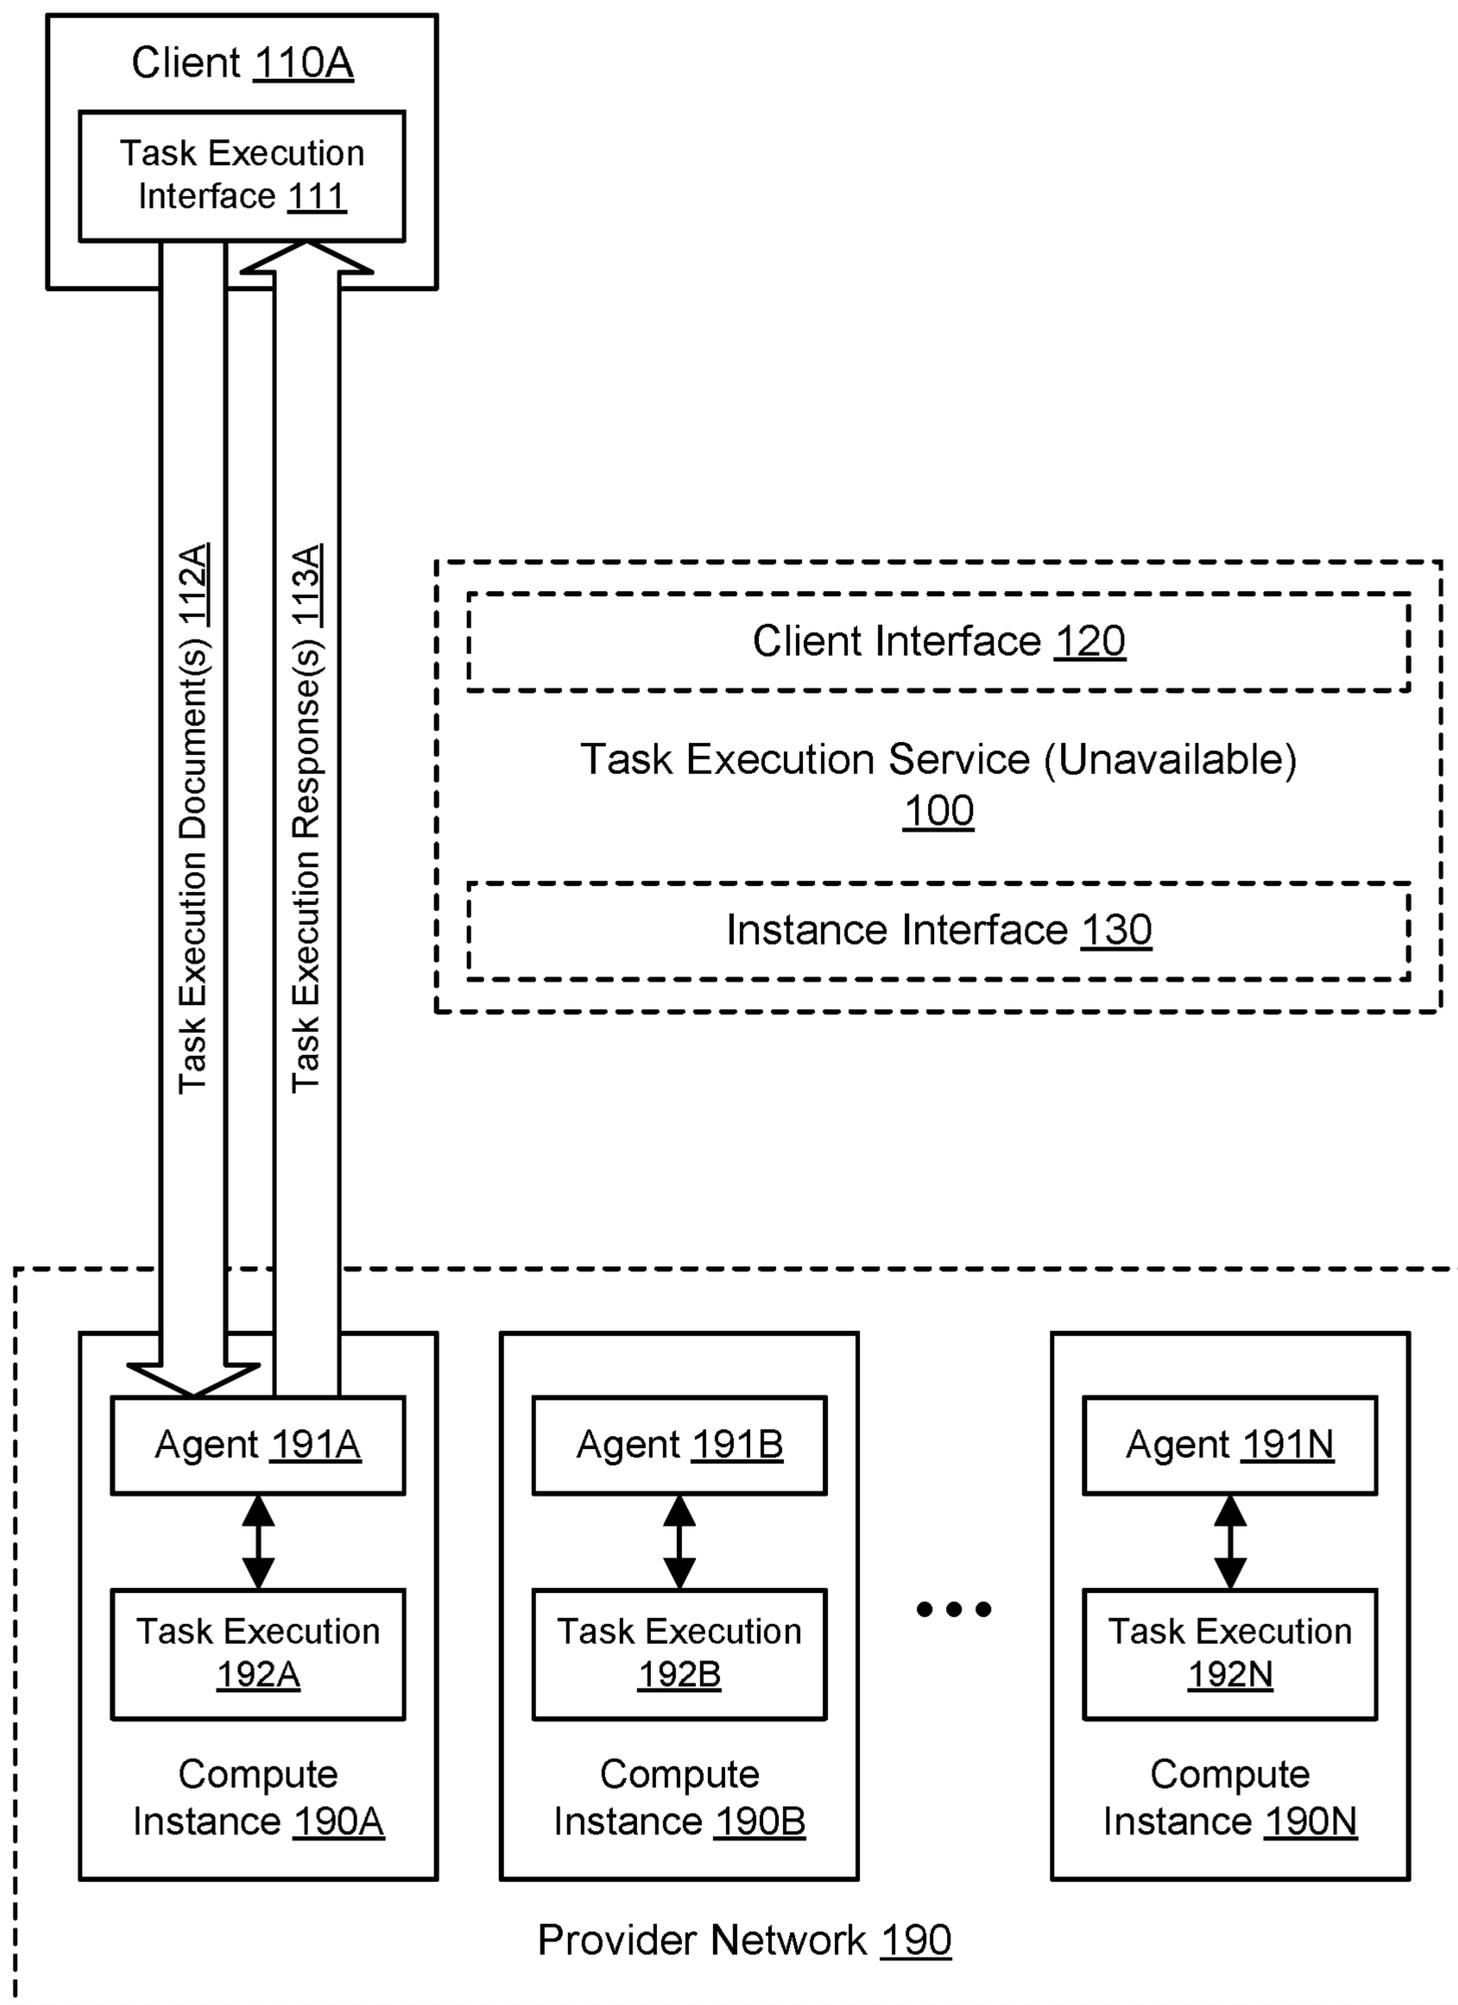 Client 110A
Task Execution
Interface 111
Task Execution Document(s) 112A
Task Execution Response(s) 113A
Client Interface 120
Task Execution Service (Unavailable)
100
Instance Interface 130
Agent 191A
Task Execution
192A
Compute
Instance 190A
Agent 191B
Task Execution
192B
Compute
Instance 190B
Agent 191N
Task Execution
192N
Compute
Instance 190N
Provider Network 190